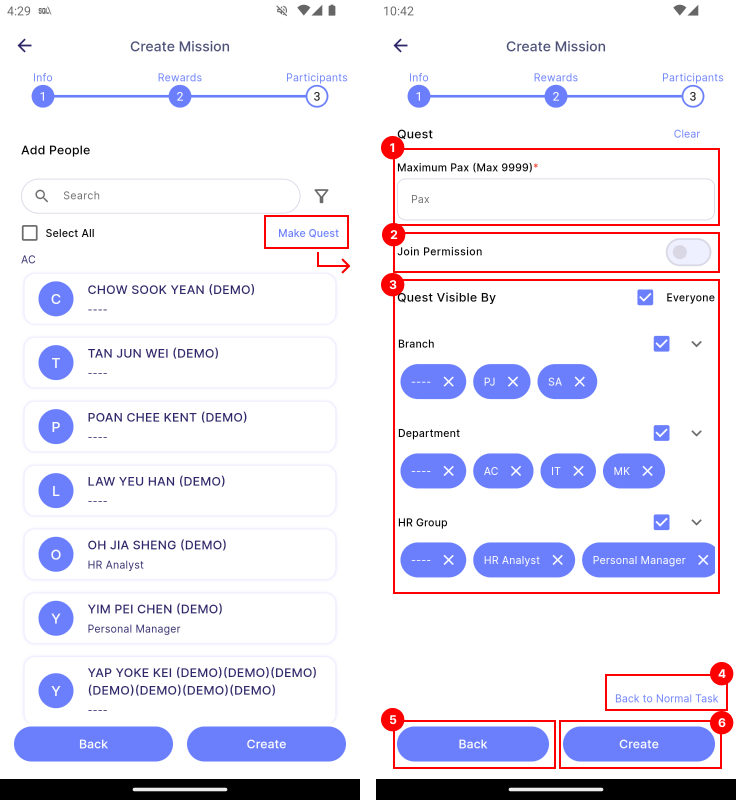 4:29
Create Mission
Info Rewards Participants
1 2 3
Add People
Search
Select All Make Quest
AC
C CHOW SOOK YEAN (DEMO)
----
T TAN JUN WEI (DEMO)
----
P POAN CHEE KENT (DEMO)
----
L LAW YEU HAN (DEMO)
----
O OH JIA SHENG (DEMO)
HR Analyst
Y YIM PEI CHEN (DEMO)
Personal Manager
Y YAP YOKE KEI (DEMO)(DEMO)(DEMO)
(DEMO)(DEMO)(DEMO)(DEMO)
----
Back Create
10:42
Create Mission
Info Rewards Participants
1 2 3
Quest Clear
1
Maximum Pax (Max 9999)*
Pax
2
Join Permission
3
Quest Visible By Everyone
Branch
---- PJ SA
Department
---- AC IT MK
HR Group
---- HR Analyst Personal Manager
4
Back to Normal Task
5 6
Back Create